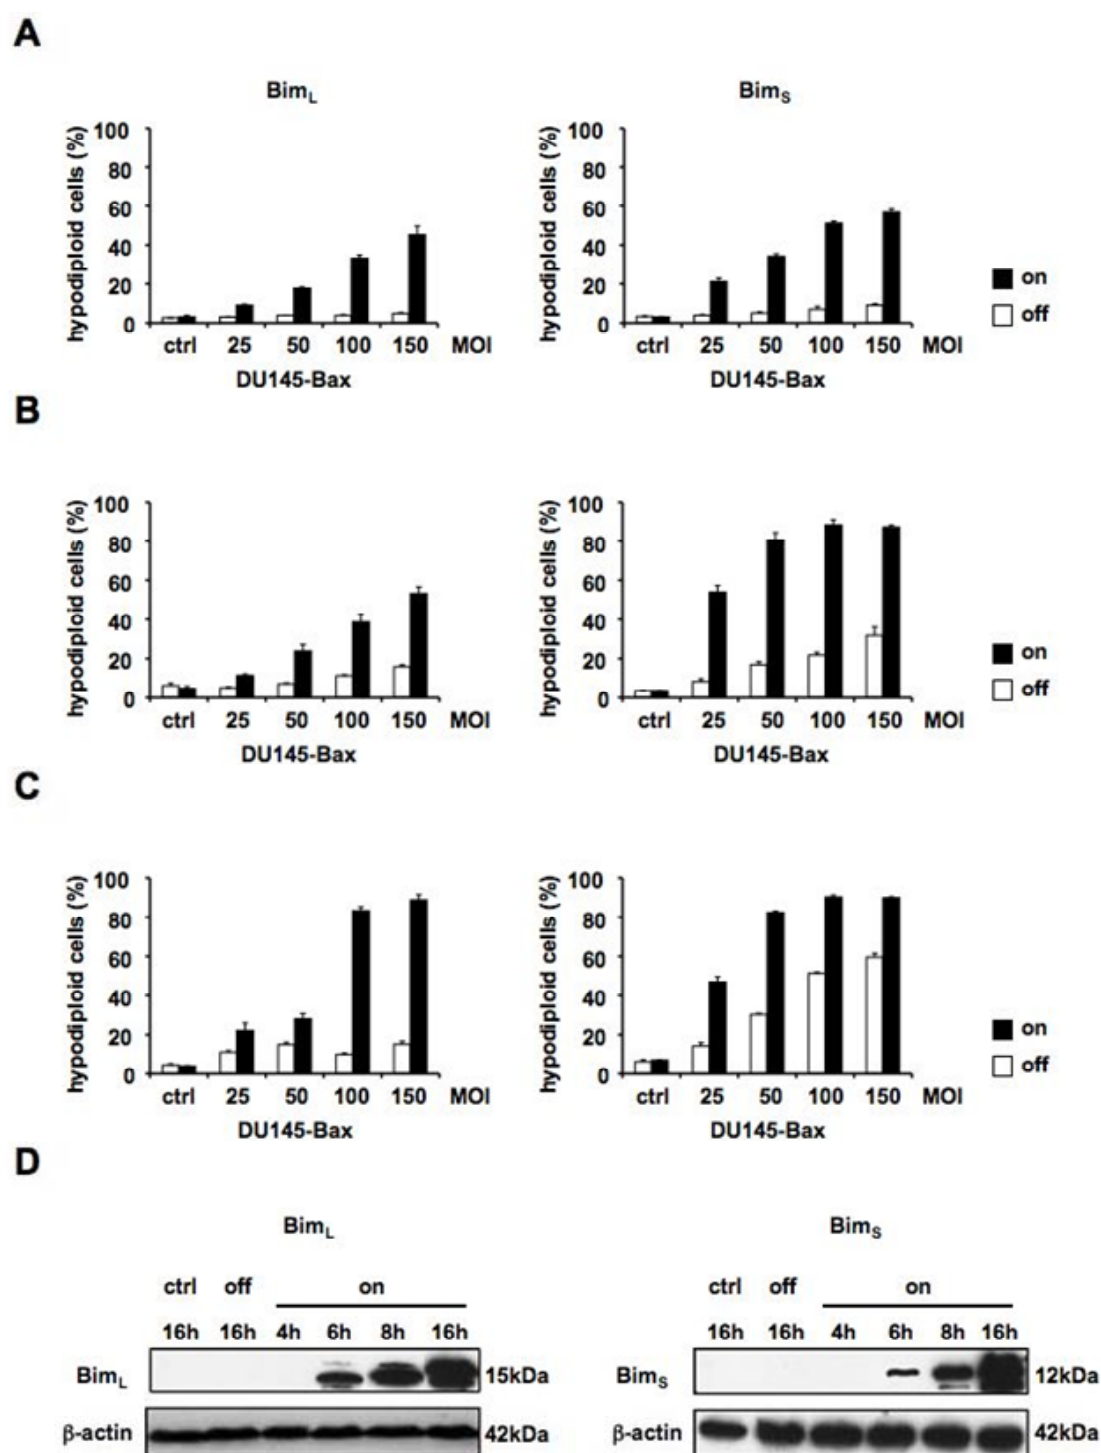 A
Bim_L Bim_S
hypodiploid cells (%) 100 80 60 40 20 0
hypodiploid cells (%) 100 80 60 40 20 0
on
off
ctrl 25 50 100 150 MOI ctrl 25 50 100 150 MOI
DU145-Bax DU145-Bax
B
hypodiploid cells (%) 100 80 60 40 20 0
hypodiploid cells (%) 100 80 60 40 20 0
on
off
ctrl 25 50 100 150 MOI ctrl 25 50 100 150 MOI
DU145-Bax DU145-Bax
C
hypodiploid cells (%) 100 80 60 40 20 0
hypodiploid cells (%) 100 80 60 40 20 0
on
off
ctrl 25 50 100 150 MOI ctrl 25 50 100 150 MOI
DU145-Bax DU145-Bax
D
Bim_L Bim_S
ctrl off on ctrl off on
16h 16h 4h 6h 8h 16h 16h 16h 4h 6h 8h 16h
Bim_L 15kDa Bim_S 12kDa
β-actin 42kDa β-actin 42kDa